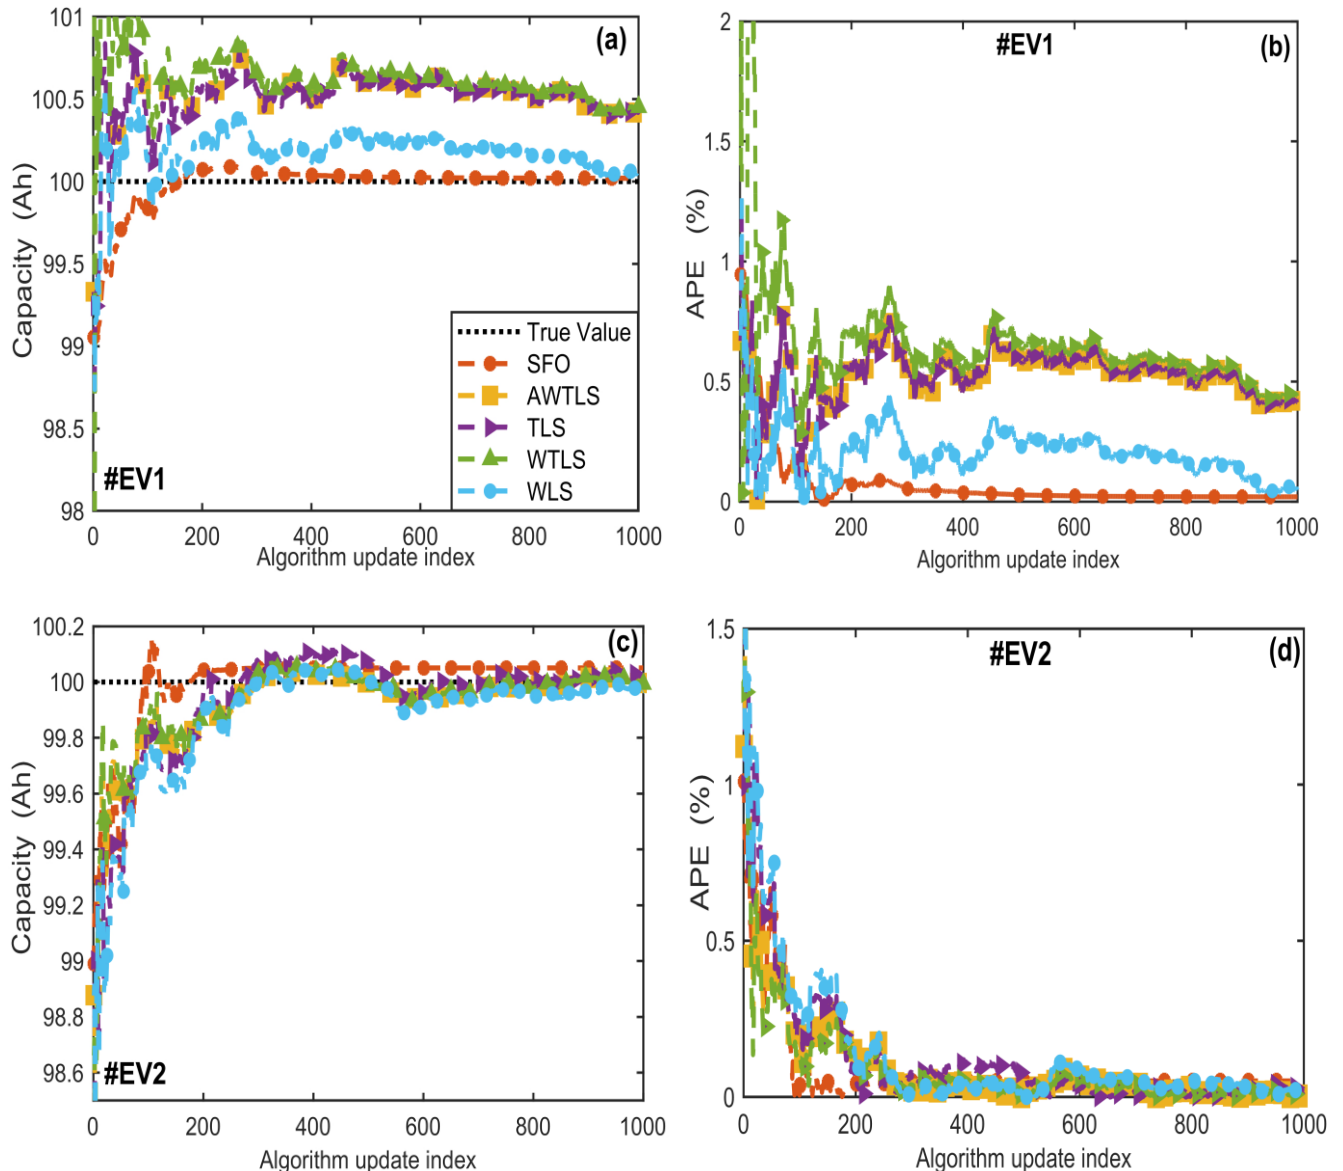 101
100.5
100
99.5
99
98.5
98
Capacity (Ah)
(a)
True Value
SFO
AWTLS
TLS
WTLS
WLS
#EV1
0
200
400
600
800
1000
Algorithm update index
2
1.5
1
0.5
0
APE (%)
#EV1
(b)
0
200
400
600
800
1000
Algorithm update index
100.2
100
99.8
99.6
99.4
99.2
99
98.8
98.6
Capacity (Ah)
(c)
#EV2
0
200
400
600
800
1000
Algorithm update index
1.5
1
0.5
0
APE (%)
#EV2
(d)
0
200
400
600
800
1000
Algorithm update index